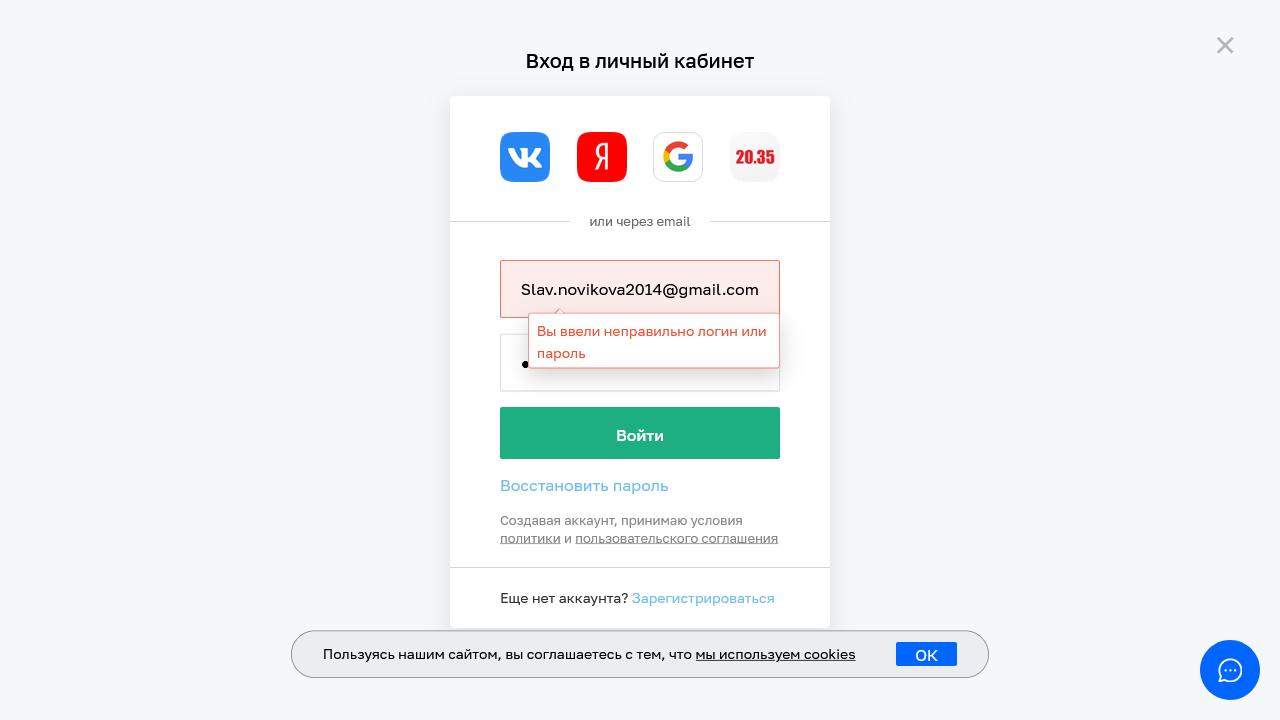 Вход в личный кабинет
20.35
или через email
Slav.novikova2014@gmail.com
Вы ввели неправильно логин или
пароль
Войти
Восстановить пароль
Создавая аккаунт, принимаю условия
политики и пользовательского соглашения
Еще нет аккаунта? Зарегистрироваться
Пользуясь нашим сайтом, вы соглашаетесь с тем, что мы используем cookies
OK